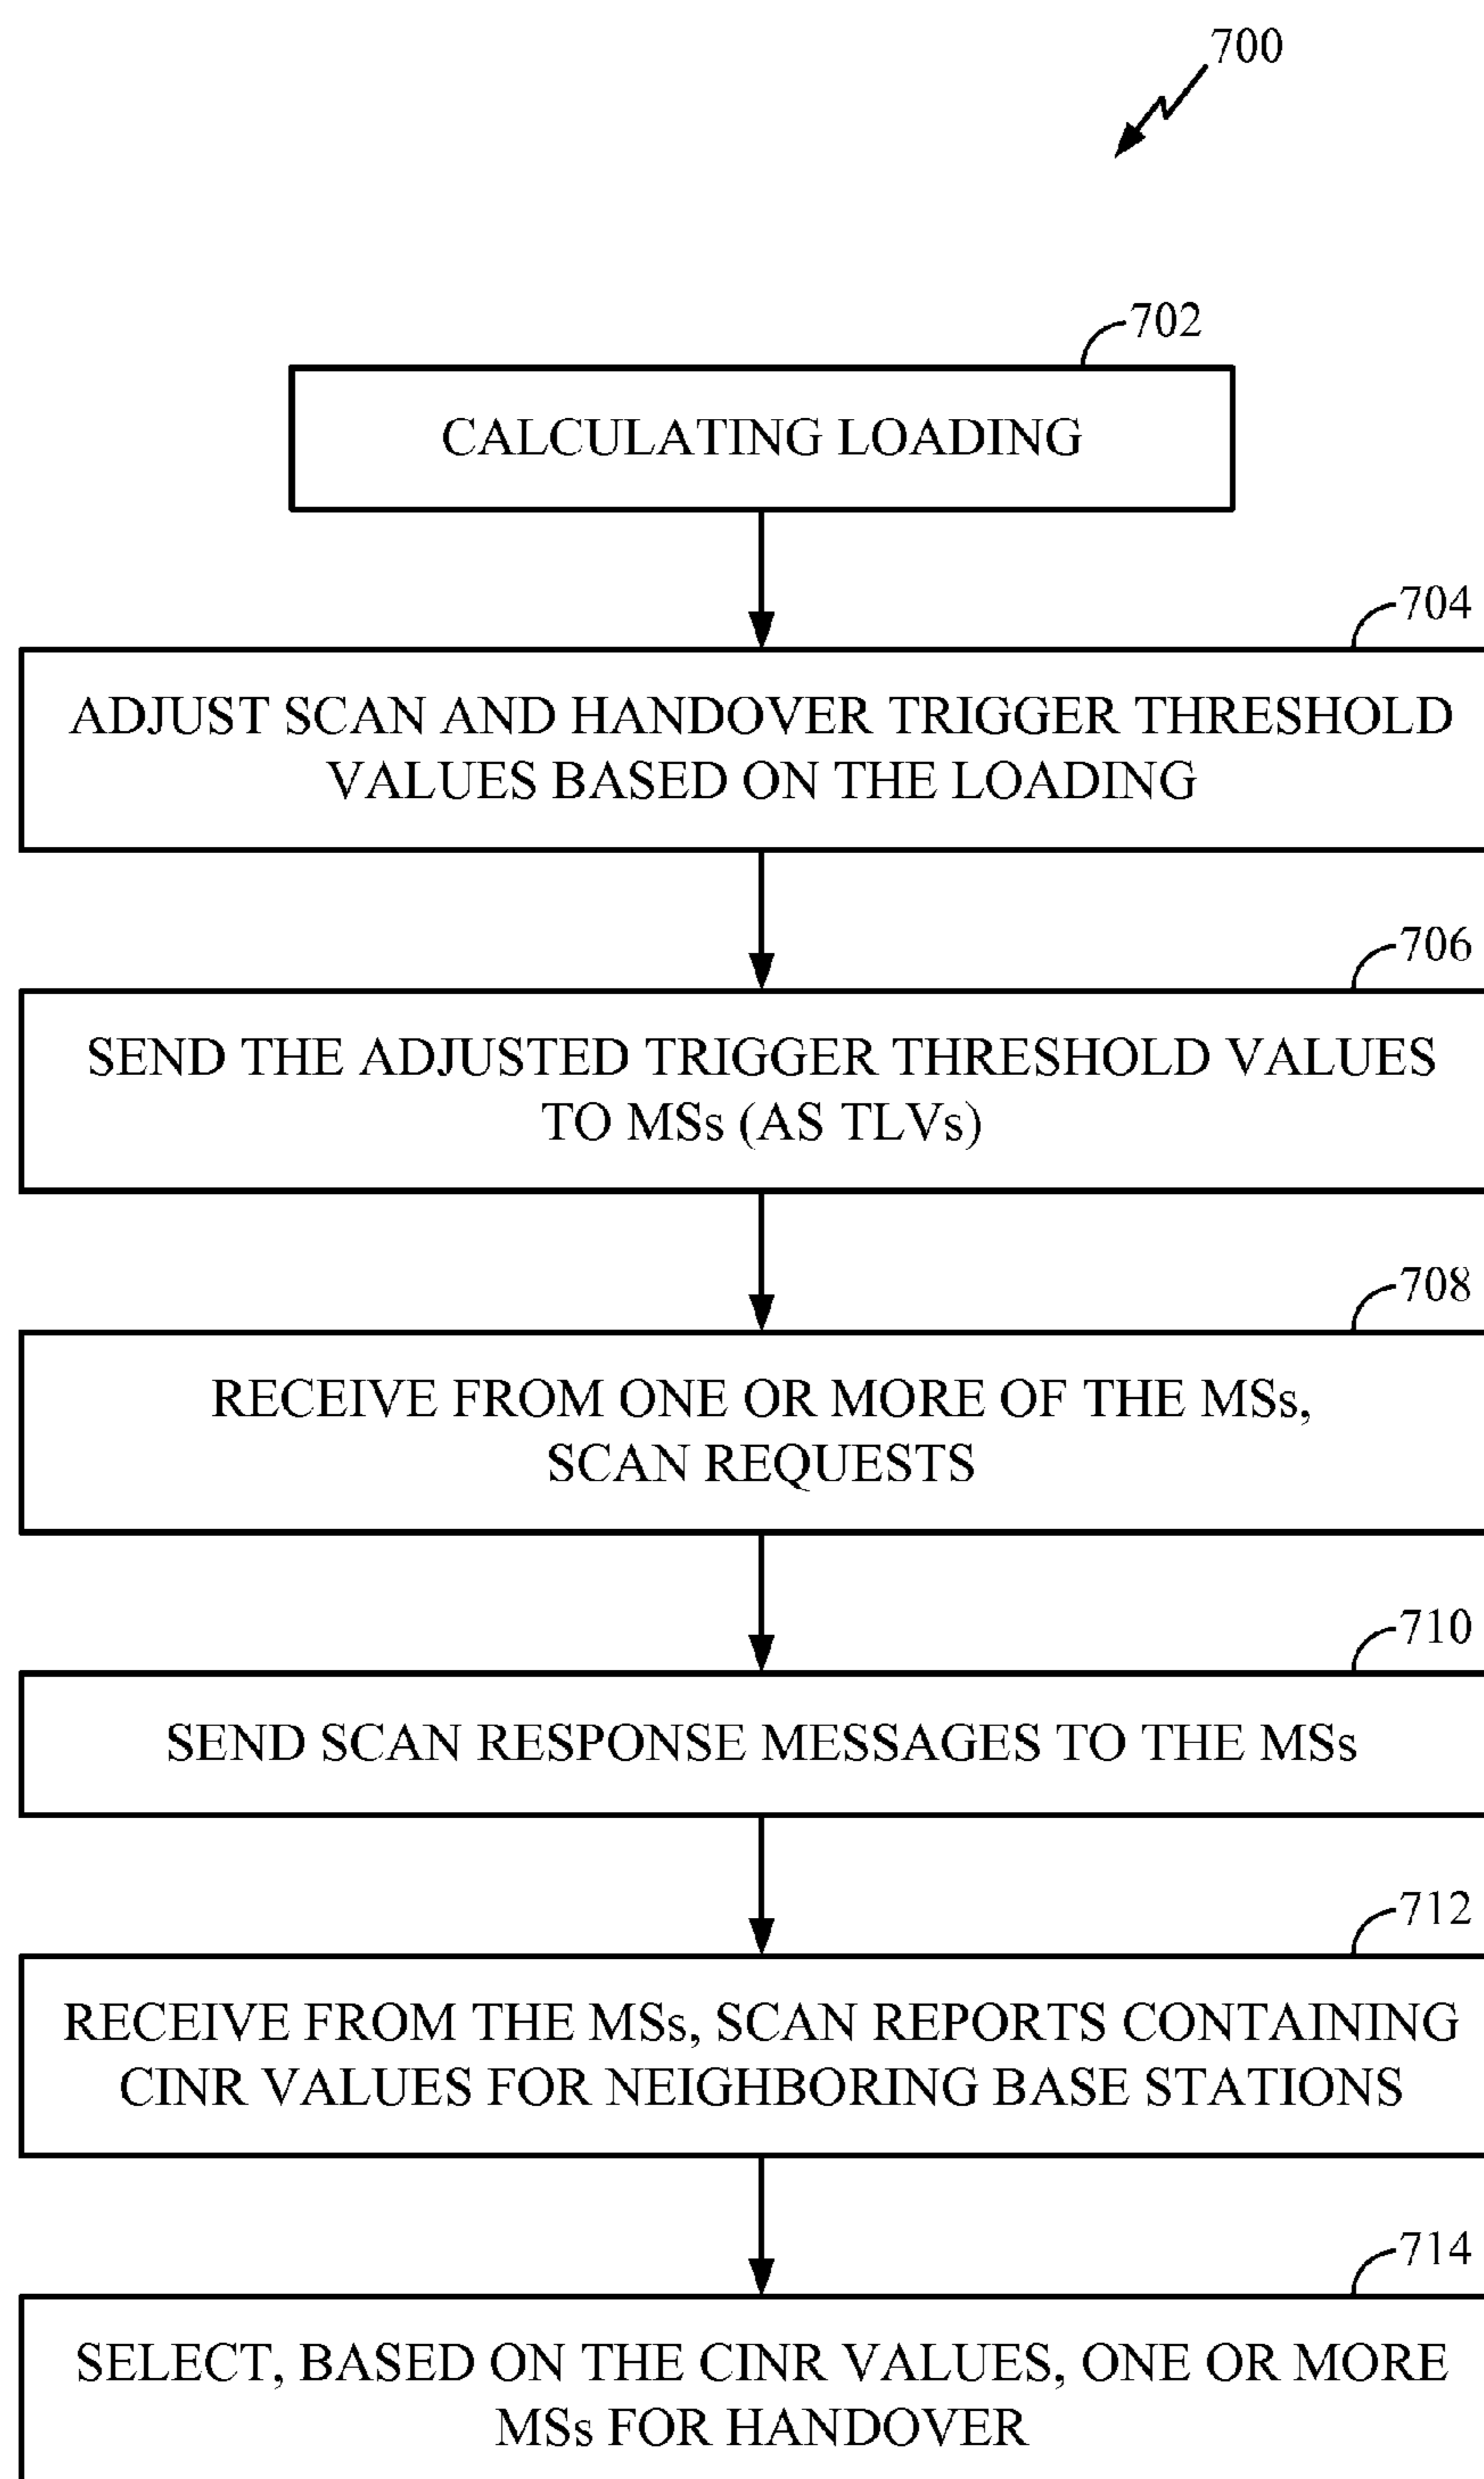 700
702
CALCULATING LOADING
704
ADJUST SCAN AND HANDOVER TRIGGER THRESHOLD
VALUES BASED ON THE LOADING
706
SEND THE ADJUSTED TRIGGER THRESHOLD VALUES
TO MSs (AS TLVs)
708
RECEIVE FROM ONE OR MORE OF THE MSs,
SCAN REQUESTS
710
SEND SCAN RESPONSE MESSAGES TO THE MSs
712
RECEIVE FROM THE MSs, SCAN REPORTS CONTAINING
CINR VALUES FOR NEIGHBORING BASE STATIONS
714
SELECT, BASED ON THE CINR VALUES, ONE OR MORE
MSs FOR HANDOVER